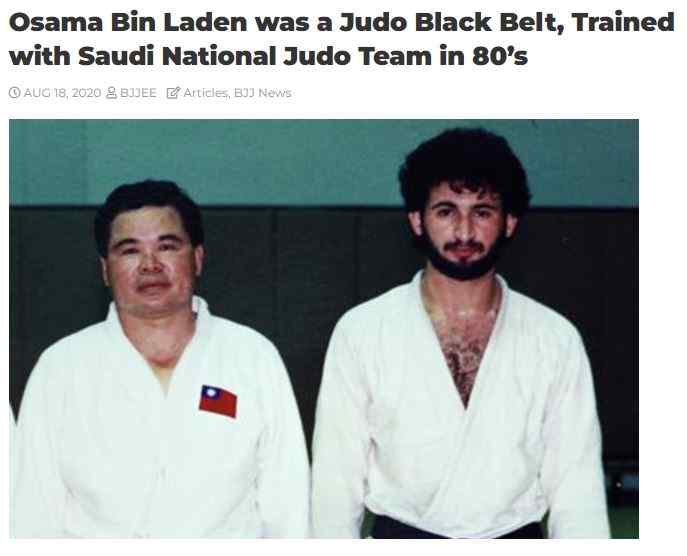 Osama Bin Laden was a Judo Black Belt, Trained
with Saudi National Judo Team in 80's
AUG 18, 2020 BJJEE Articles, BJJ News